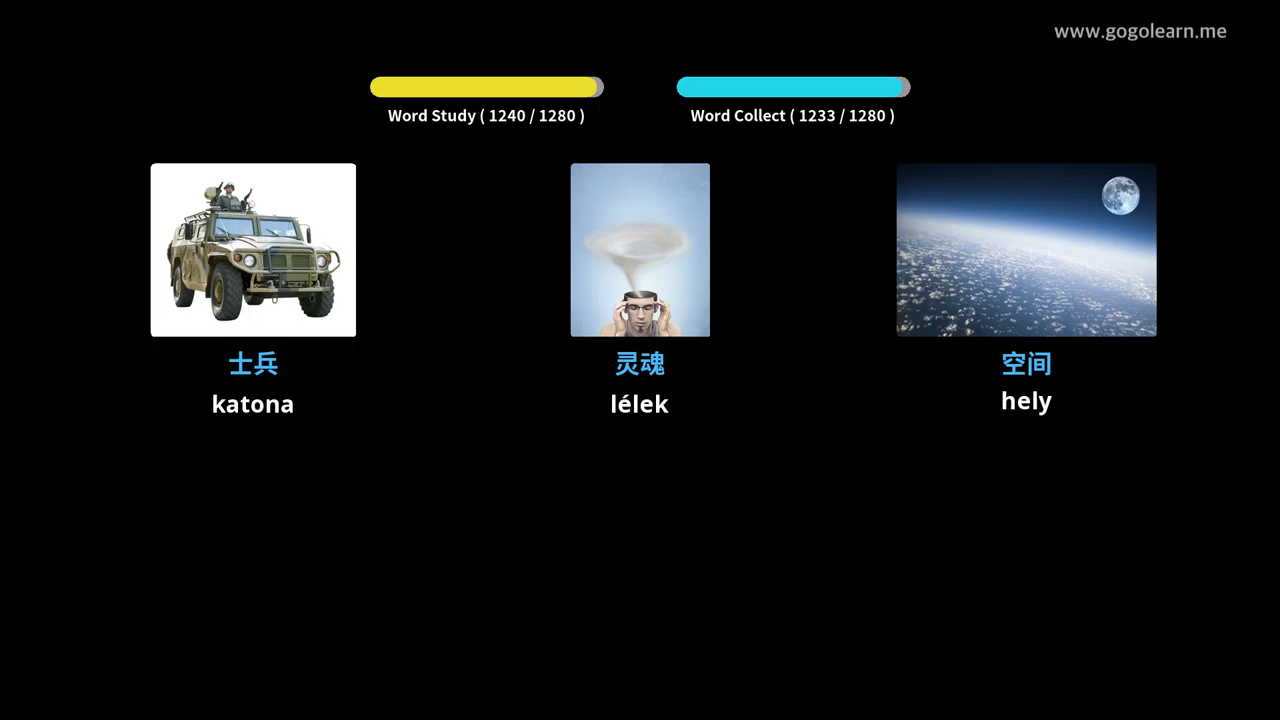 www.gogolearn.me
Word Study ( 1240 / 1280 )
Word Collect ( 1233 / 1280 )
士兵
katona
灵魂
lélek
空间
hely